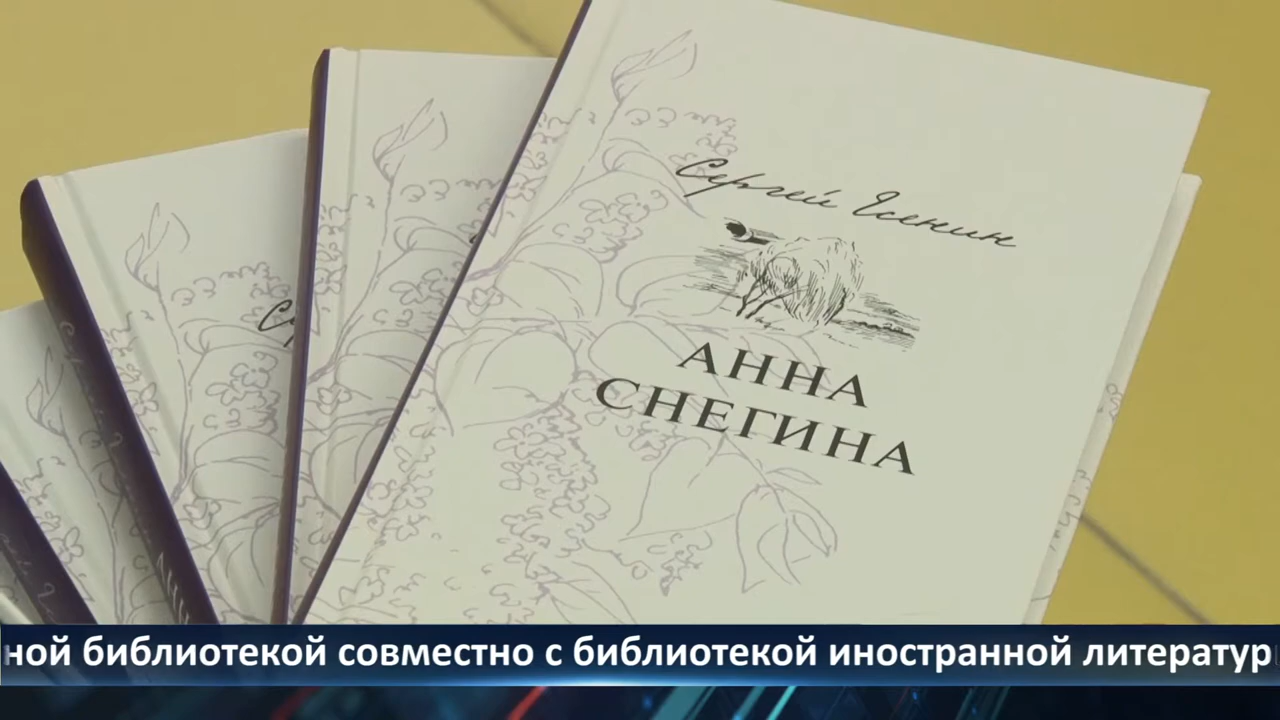 Сергей Есенин
АННА
СНЕГИНА
ной библиотекой совместно с библиотекой иностранной литератур